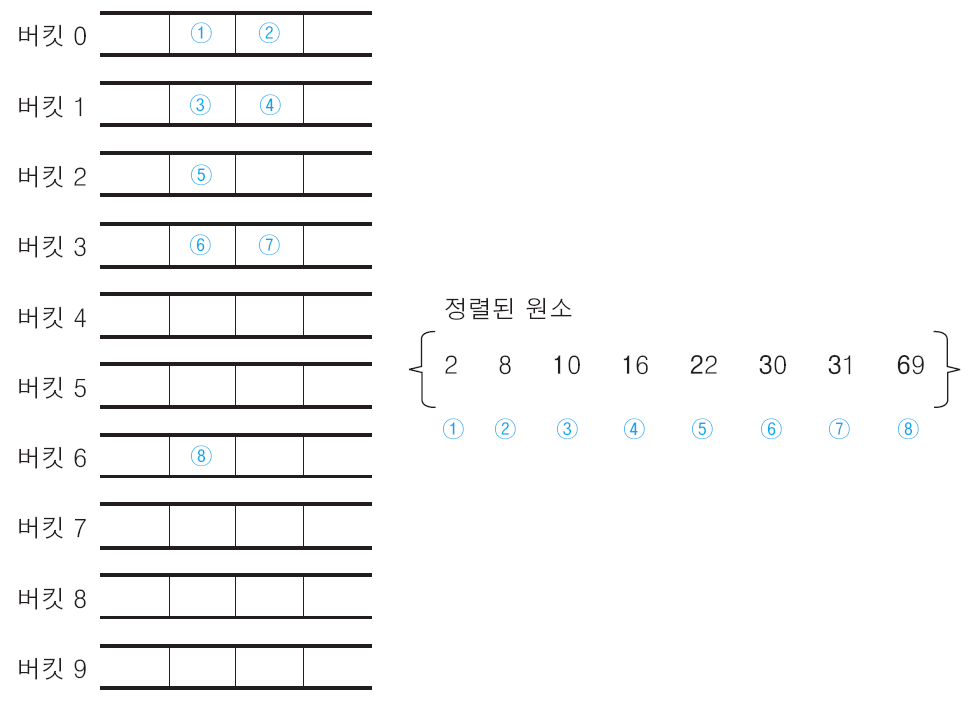 버킷 0 ① ②
버킷 1 ③ ④
버킷 2 ⑤
버킷 3 ⑥ ⑦
버킷 4
버킷 5
버킷 6 ⑧
버킷 7
버킷 8
버킷 9
정렬된 원소
2 8 10 16 22 30 31 69
① ② ③ ④ ⑤ ⑥ ⑦ ⑧